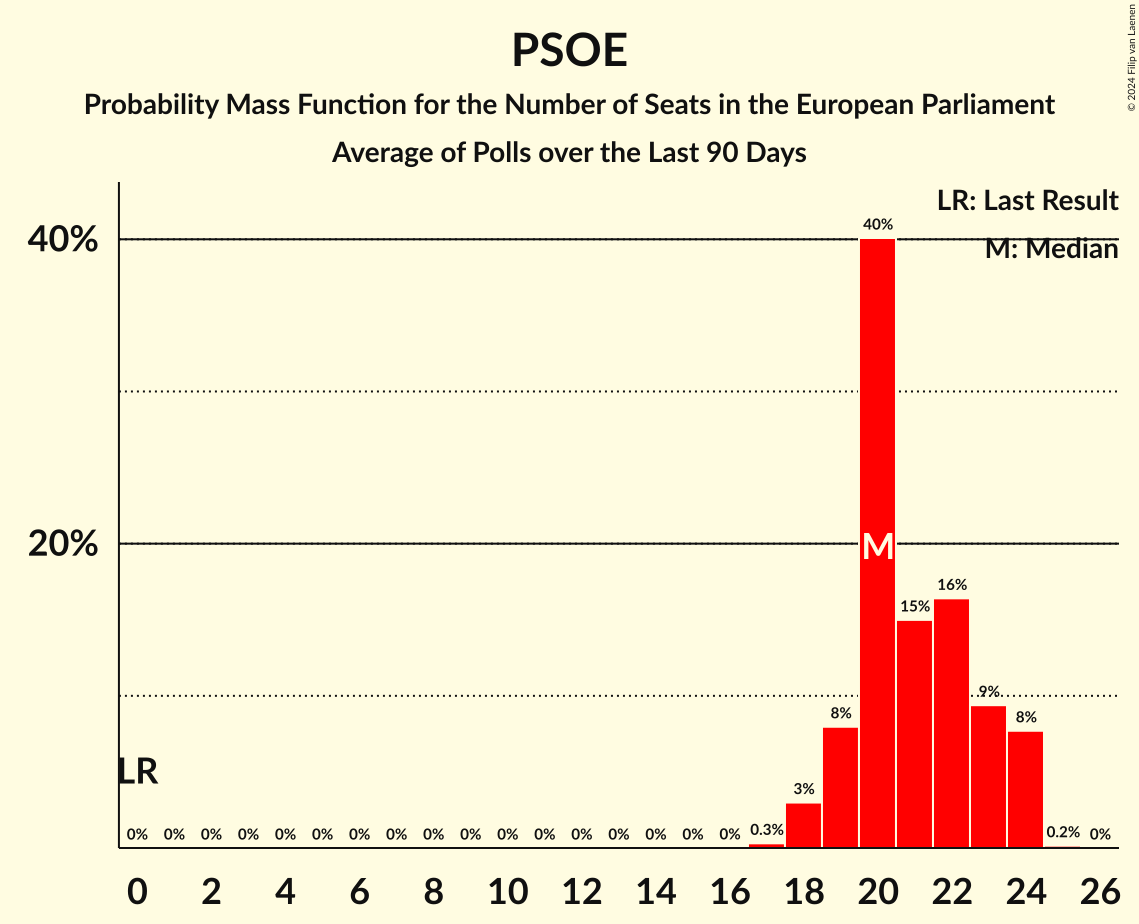 PSOE
Probability Mass Function for the Number of Seats in the European Parliament
Average of Polls over the Last 90 Days
© 2024 Filip van Laenen
LR: Last Result
M: Median
40%
20%
40%
M
16%
15%
9%
8%
8%
3%
LR
0% 0% 0% 0% 0% 0% 0% 0% 0% 0% 0% 0% 0% 0% 0% 0% 0% 0.3% 0.2% 0%
0 2 4 6 8 10 12 14 16 18 20 22 24 26